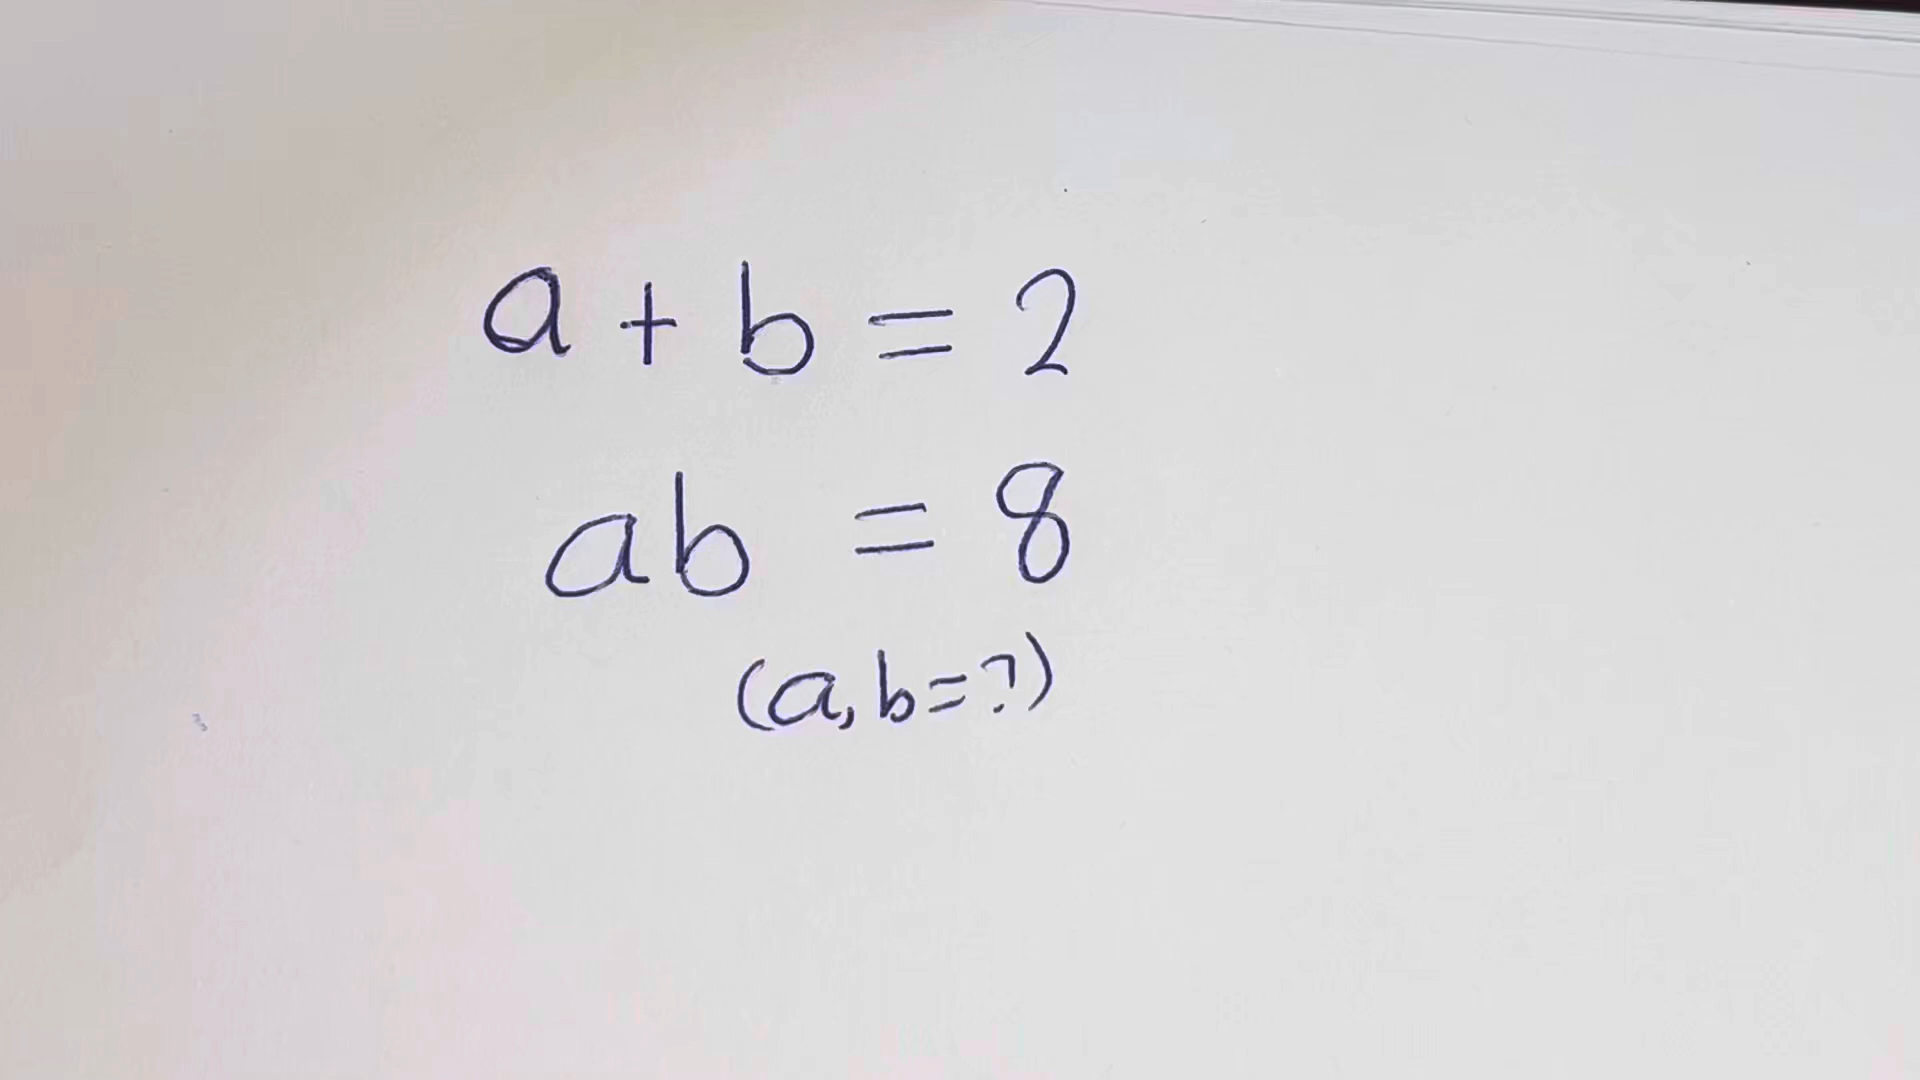 a + b = 2
ab = 8
(a, b = ?)